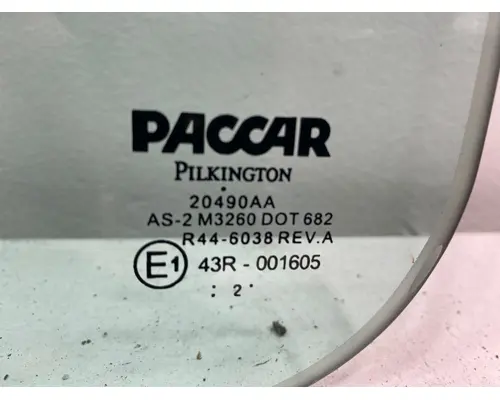 PACCAR
PILKINGTON
20490AA
AS-2 M3260 DOT 682
R44-6038 REV.A
E1 43R - 001605
: 2 ·